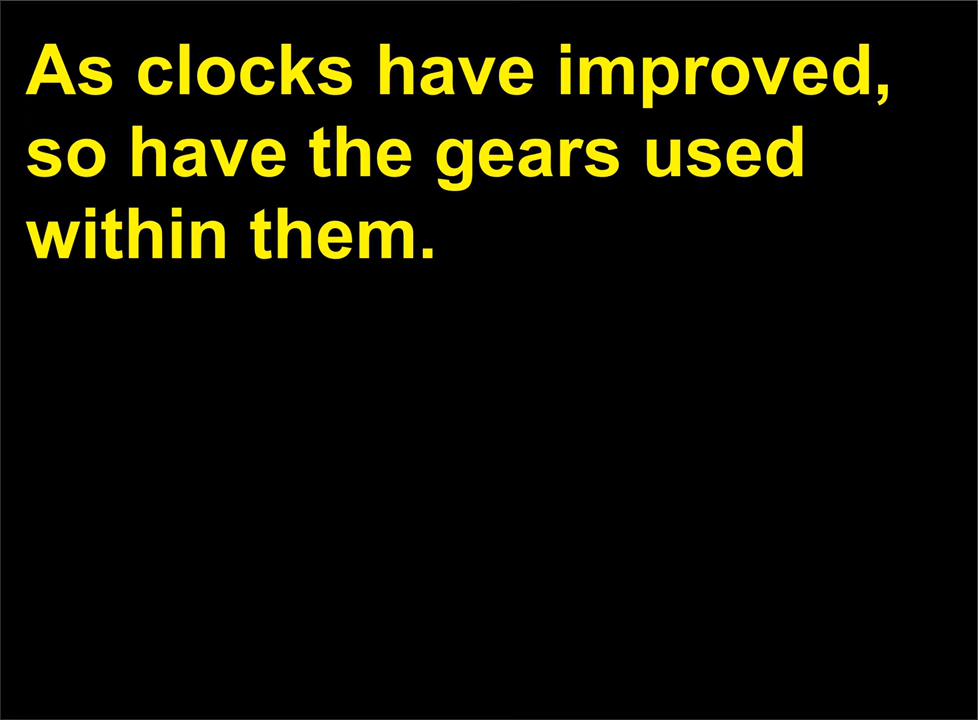 As clocks have improved,
so have the gears used
within them.